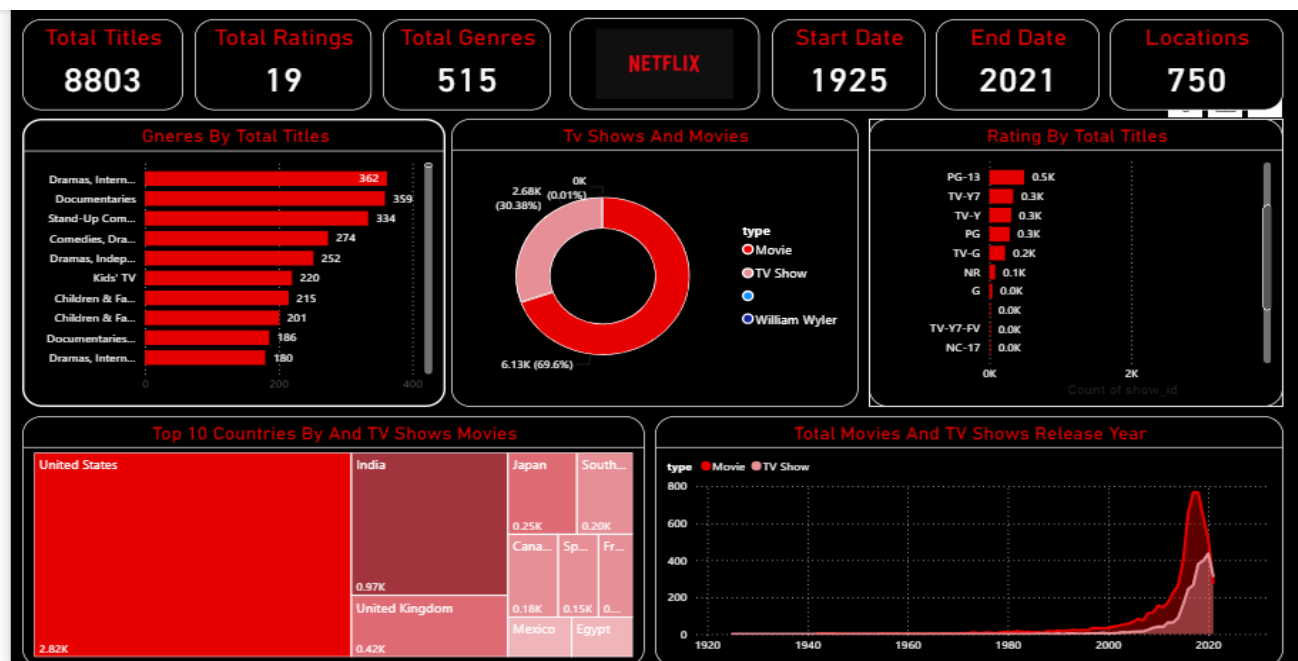 Total Titles
8803
Total Ratings
19
Total Genres
515
NETFLIX
Start Date
1925
End Date
2021
Locations
750
Gneres By Total Titles
Dramas, Intern... 362
Documentaries 359
Stand-Up Com... 334
Comedies, Dra... 274
Dramas, Indep... 252
Kids' TV 220
Children & Fa... 215
Children & Fa... 201
Documentaries... 186
Dramas, Intern... 180
0 200 400
Tv Shows And Movies
0K
(0.01%)
2.68K
(30.38%)
6.13K (69.6%)
type
Movie
TV Show
William Wyler
Rating By Total Titles
PG-13 0.5K
TV-Y7 0.3K
TV-Y 0.3K
PG 0.3K
TV-G 0.2K
NR 0.1K
G 0.0K
0.0K
TV-Y7-FV 0.0K
NC-17 0.0K
0K 2K
Count of show_id
Top 10 Countries By And TV Shows Movies
United States
2.82K
India
0.97K
United Kingdom
0.42K
Japan
0.25K
South...
0.20K
Cana...
0.18K
Sp...
0.15K
Fr...
0....
Mexico
Egypt
Total Movies And TV Shows Release Year
type Movie TV Show
800
600
400
200
0
1920 1940 1960 1980 2000 2020